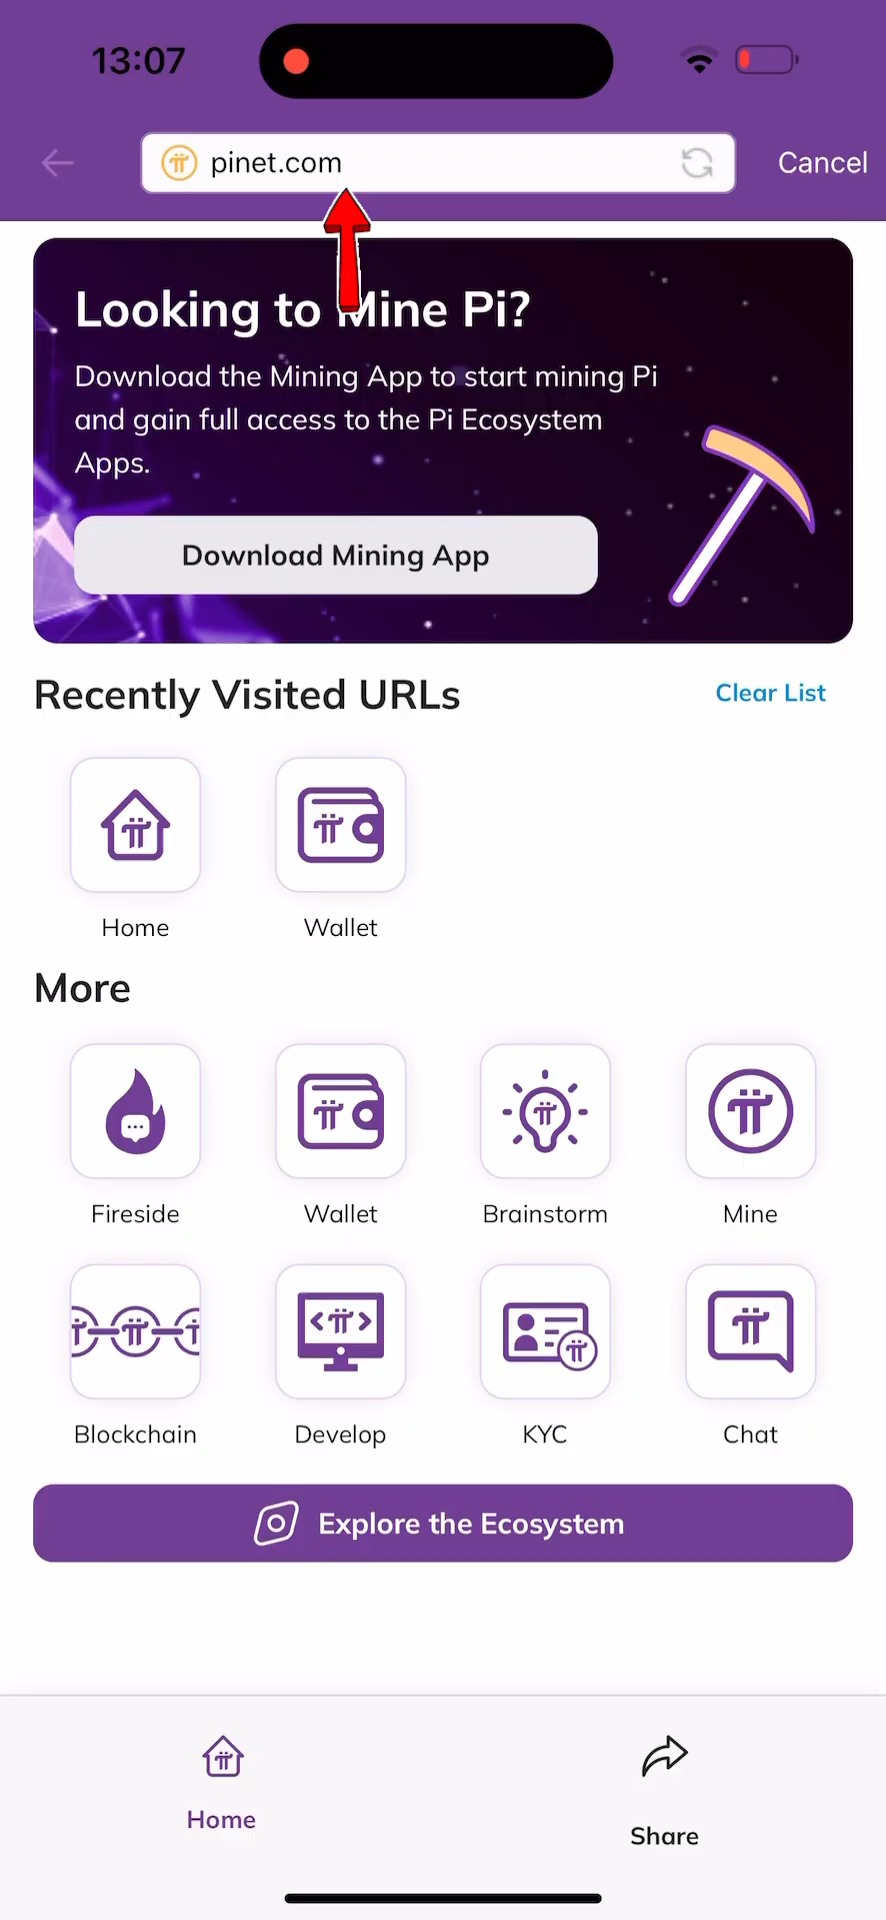 13:07
pinet.com
Cancel
Looking to Mine Pi?
Download the Mining App to start mining Pi
and gain full access to the Pi Ecosystem
Apps.
Download Mining App
Recently Visited URLs
Clear List
Home
Wallet
More
Fireside
Wallet
Brainstorm
Mine
Blockchain
Develop
KYC
Chat
Explore the Ecosystem
Home
Share